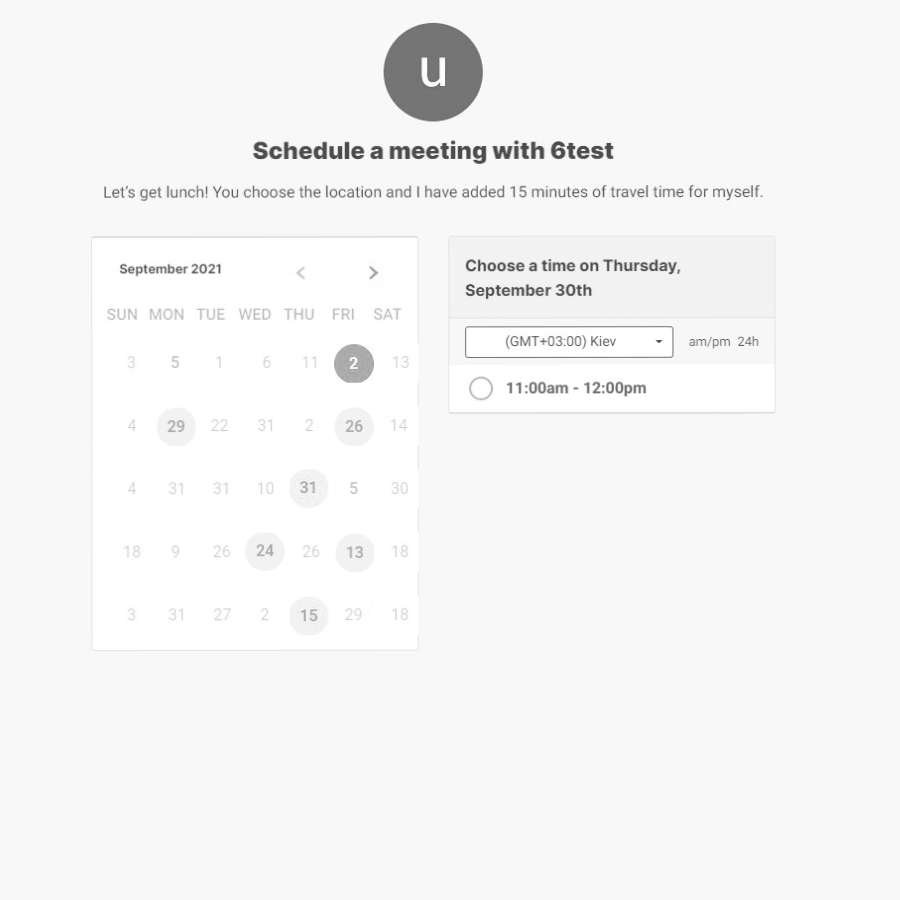 u
Schedule a meeting with 6test
Let's get lunch! You choose the location and I have added 15 minutes of travel time for myself.
September 2021
SUN MON TUE WED THU FRI SAT
3 5 1 6 11 2 13
4 29 22 31 2 26 14
4 31 31 10 31 5 30
18 9 26 24 26 13 18
3 31 27 2 15 29 18
Choose a time on Thursday,
September 30th
(GMT+03:00) Kiev am/pm 24h
11:00am - 12:00pm